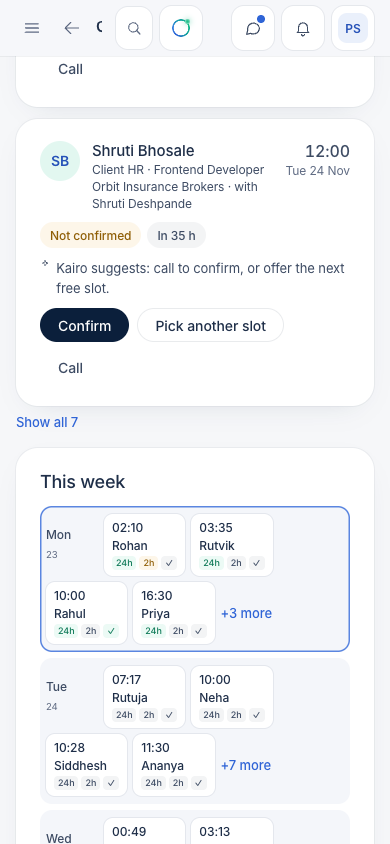 PS
Call
SB
Shruti Bhosale
12:00
Client HR · Frontend Developer
Tue 24 Nov
Orbit Insurance Brokers · with
Shruti Deshpande
Not confirmed
In 35 h
Kairo suggests: call to confirm, or offer the next
free slot.
Confirm
Pick another slot
Call
Show all 7
This week
Mon
23
02:10
Rohan
24h 2h ✓
03:35
Rutvik
24h 2h ✓
10:00
Rahul
24h 2h ✓
16:30
Priya
24h 2h ✓
+3 more
Tue
24
07:17
Rutuja
24h 2h ✓
10:00
Neha
24h 2h ✓
10:28
Siddhesh
24h 2h ✓
11:30
Ananya
24h 2h ✓
+7 more
Wed
00:49
03:13